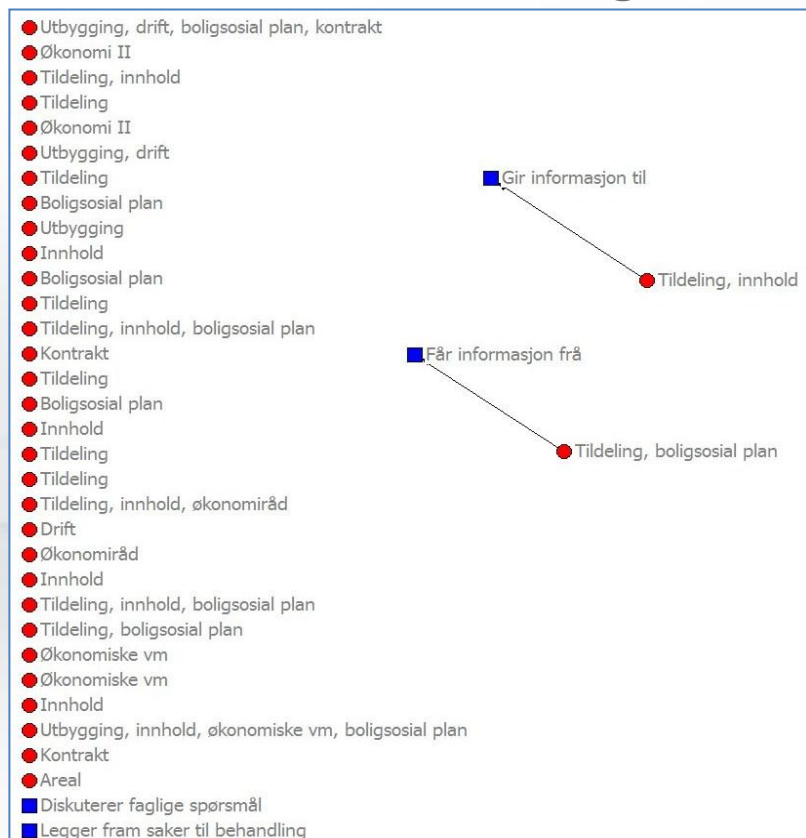 Utbygging, drift, boligsosial plan, kontrakt
Økonomi II
Tildeling, innhold
Tildeling
Økonomi II
Utbygging, drift
Tildeling
Gir informasjon til
Boligsosial plan
Utbygging
Innhold
Boligsosial plan
Tildeling, innhold
Tildeling
Tildeling, innhold, boligsosial plan
Kontrakt
Får informasjon frå
Tildeling
Boligsosial plan
Innhold
Tildeling
Tildeling, boligsosial plan
Tildeling
Tildeling, innhold, økonomiråd
Drift
Økonomiråd
Innhold
Tildeling, innhold, boligsosial plan
Tildeling, boligsosial plan
Økonomiske vm
Økonomiske vm
Innhold
Utbygging, innhold, økonomiske vm, boligsosial plan
Kontrakt
Areal
Diskuterer faglige spørsmål
Legger fram saker til behandling